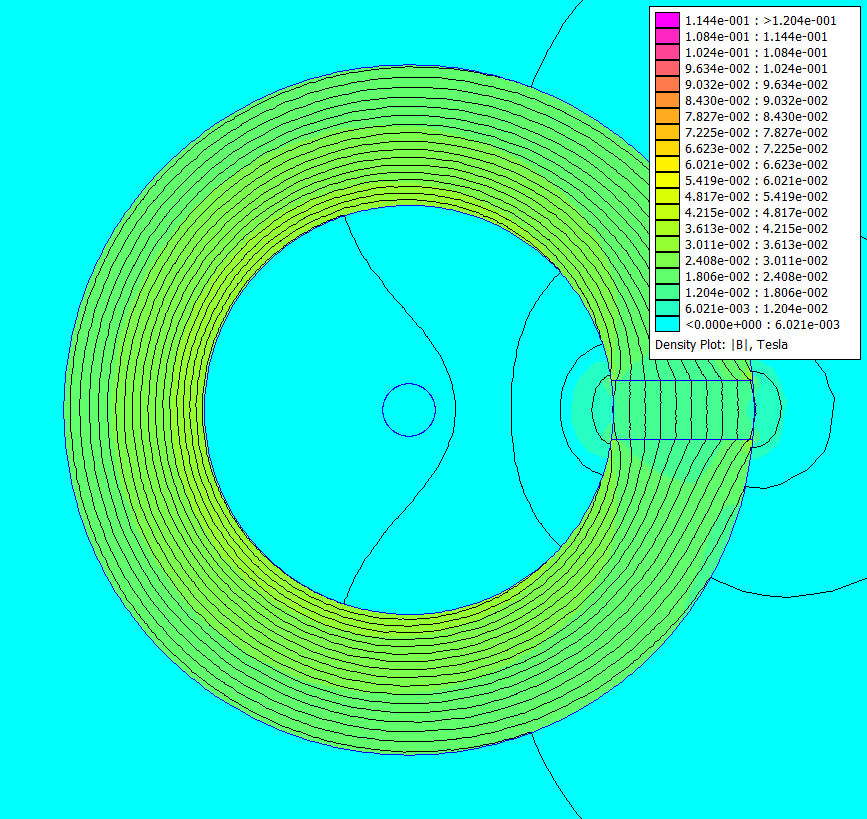 1.144e-001 : >1.204e-001
1.084e-001 : 1.144e-001
1.024e-001 : 1.084e-001
9.634e-002 : 1.024e-001
9.032e-002 : 9.634e-002
8.430e-002 : 9.032e-002
7.827e-002 : 8.430e-002
7.225e-002 : 7.827e-002
6.623e-002 : 7.225e-002
6.021e-002 : 6.623e-002
5.419e-002 : 6.021e-002
4.817e-002 : 5.419e-002
4.215e-002 : 4.817e-002
3.613e-002 : 4.215e-002
3.011e-002 : 3.613e-002
2.408e-002 : 3.011e-002
1.806e-002 : 2.408e-002
1.204e-002 : 1.806e-002
6.021e-003 : 1.204e-002
<0.000e+000 : 6.021e-003
Density Plot: |B|, Tesla